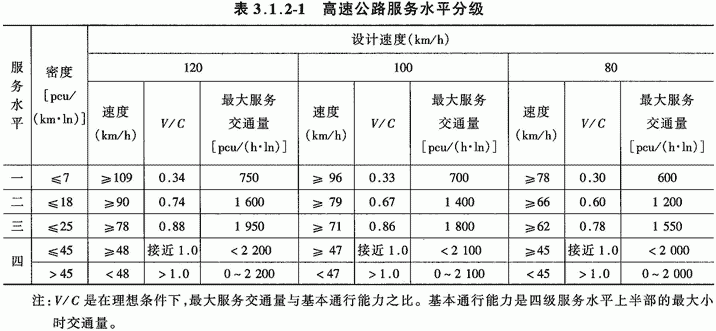 表 3.1.2-1 高速公路服务水平分级
服务水平 密度 [pcu/(km·ln)] 设计速度(km/h)
120 100 80
速度(km/h) V/C 最大服务交通量[pcu/(h·ln)] 速度(km/h) V/C 最大服务交通量[pcu/(h·ln)] 速度(km/h) V/C 最大服务交通量[pcu/(h·ln)]
一 ≤7 ≥109 0.34 750 ≥ 96 0.33 700 ≥78 0.30 600
二 ≤18 ≥90 0.74 1 600 ≥ 79 0.67 1 400 ≥66 0.60 1 200
三 ≤25 ≥78 0.88 1 950 ≥ 71 0.86 1 800 ≥62 0.78 1 550
四 ≤45 ≥48 接近 1.0 <2 200 ≥ 47 接近 1.0 <2 100 ≥45 接近 1.0 <2 000
>45 <48 >1.0 0~2 200 <47 >1.0 0~2 100 <45 >1.0 0~2 000
注:V/C 是在理想条件下,最大服务交通量与基本通行能力之比。基本通行能力是四级服务水平上半部的最大小
时交通量。